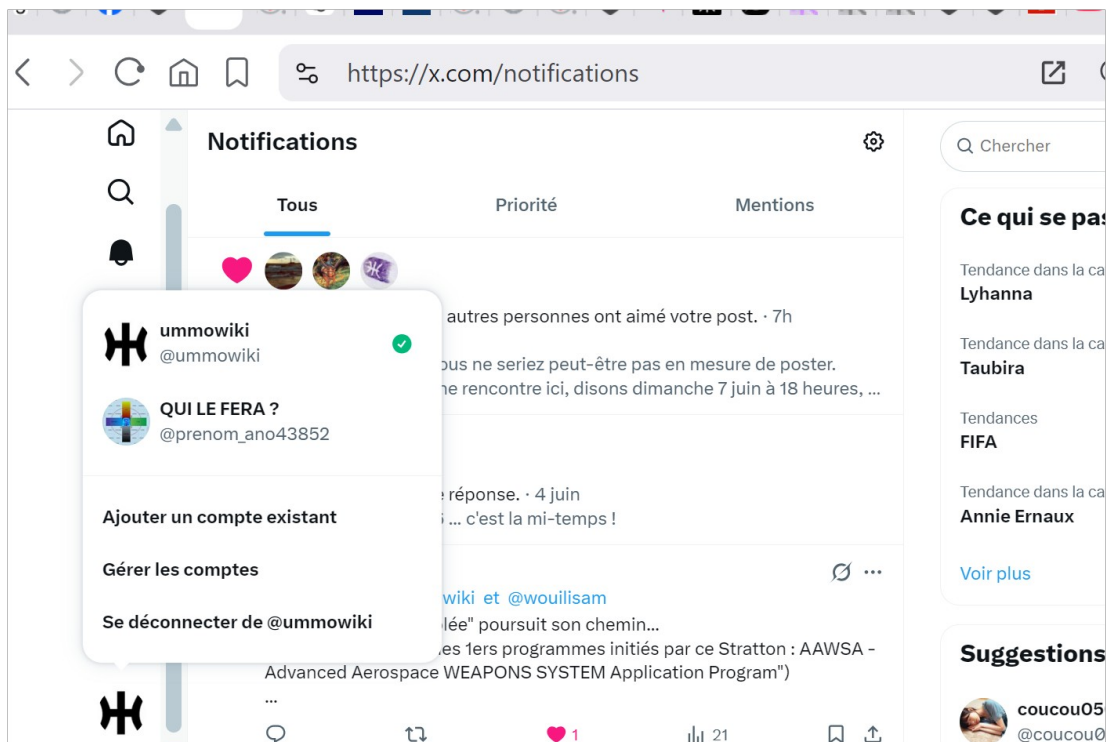 https://x.com/notifications
Notifications
Chercher
Tous
Priorité
Mentions
Ce qui se pas
autres personnes ont aimé votre post. · 7h
ous ne seriez peut-être pas en mesure de poster.
ne rencontre ici, disons dimanche 7 juin à 18 heures, ...
ummowiki
@ummowiki
QUI LE FERA ?
@prenom_ano43852
Ajouter un compte existant
Gérer les comptes
Se déconnecter de @ummowiki
réponse. · 4 juin
... c'est la mi-temps !
wiki et @wouilisam
lée" poursuit son chemin...
es 1ers programmes initiés par ce Stratton : AAWSA -
Advanced Aerospace WEAPONS SYSTEM Application Program")
...
1
21
Tendance dans la ca
Lyhanna
Tendance dans la ca
Taubira
Tendances
FIFA
Tendance dans la ca
Annie Ernaux
Voir plus
Suggestions
coucou05
@coucou0